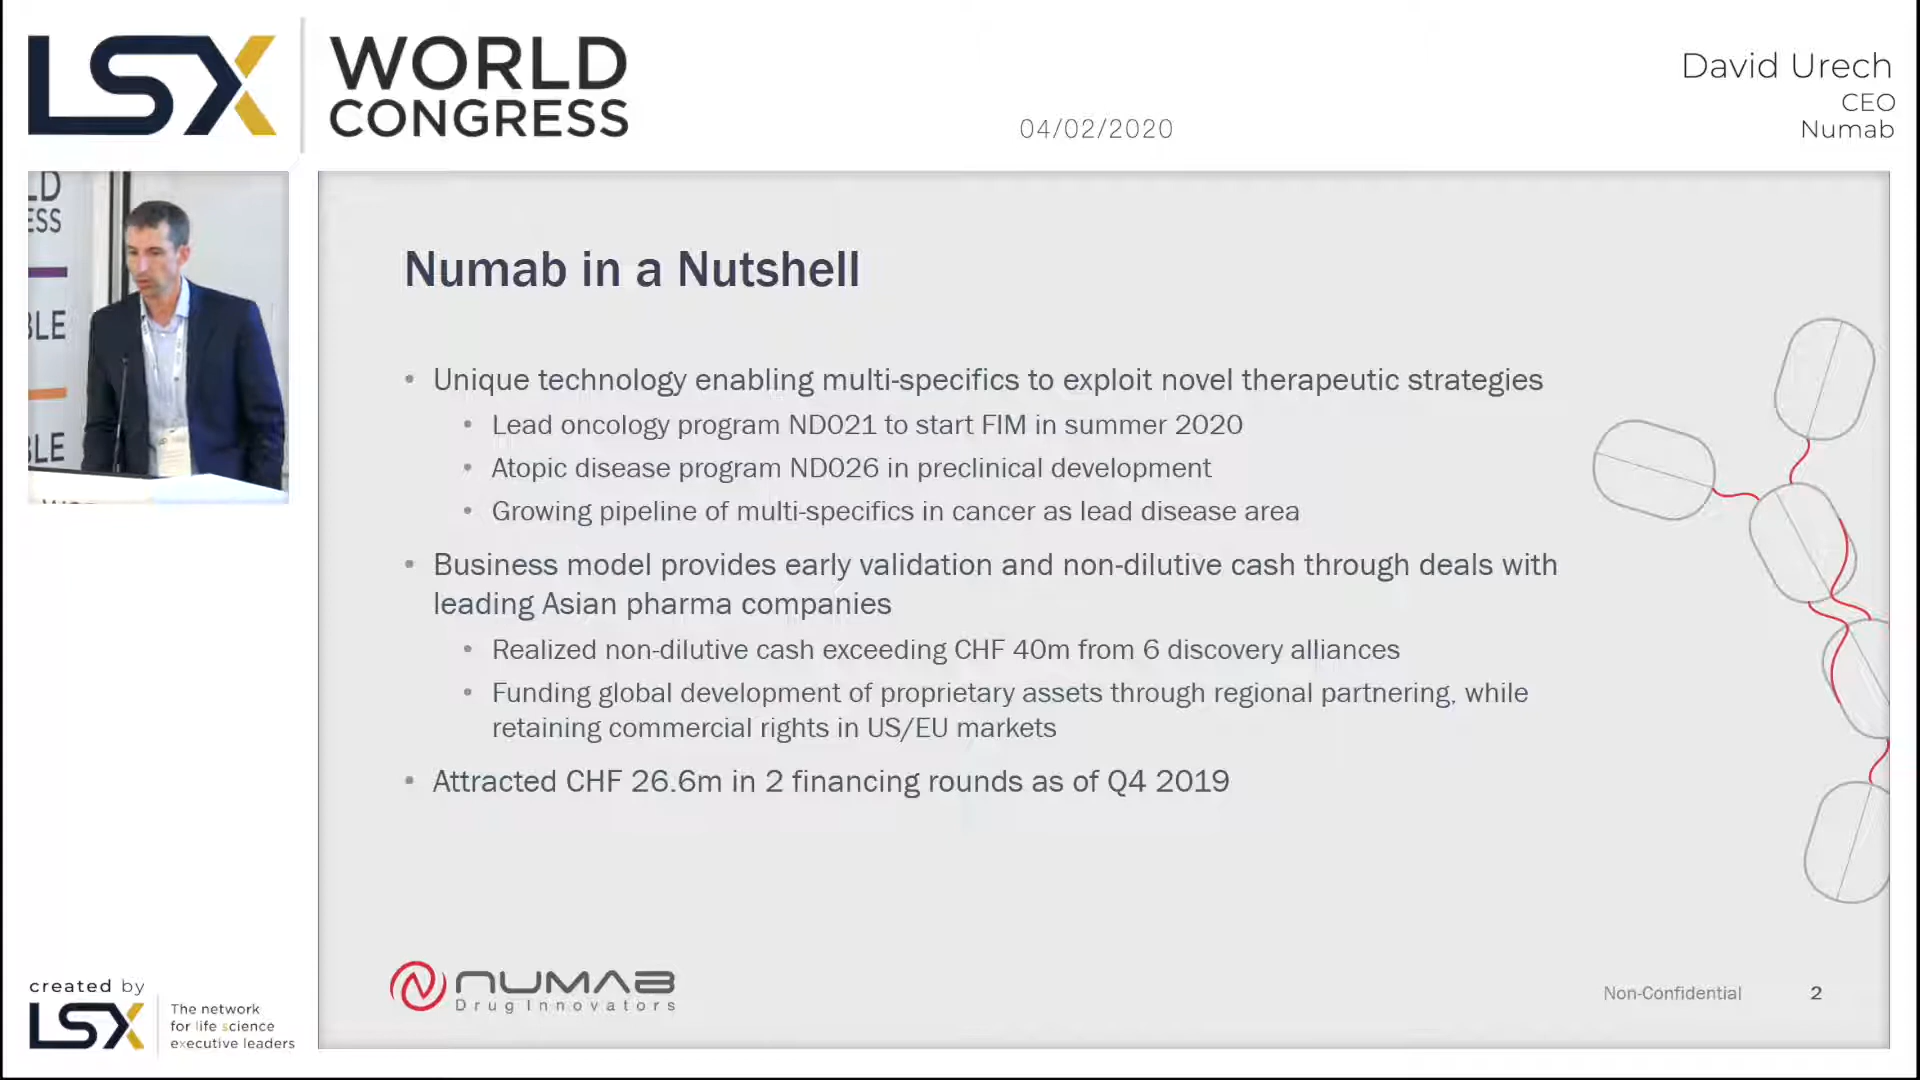 LSX WORLD
CONGRESS
04/02/2020
David Urech
CEO
Numab
LD
ESS
BLE
BLE
Numab in a Nutshell
• Unique technology enabling multi-specifics to exploit novel therapeutic strategies
• Lead oncology program ND021 to start FIM in summer 2020
• Atopic disease program ND026 in preclinical development
• Growing pipeline of multi-specifics in cancer as lead disease area
• Business model provides early validation and non-dilutive cash through deals with
leading Asian pharma companies
• Realized non-dilutive cash exceeding CHF 40m from 6 discovery alliances
• Funding global development of proprietary assets through regional partnering, while
retaining commercial rights in US/EU markets
• Attracted CHF 26.6m in 2 financing rounds as of Q4 2019
NUMAB
Drug Innovators
Non-Confidential 2
created by
LSX
The network
for life science
executive leaders